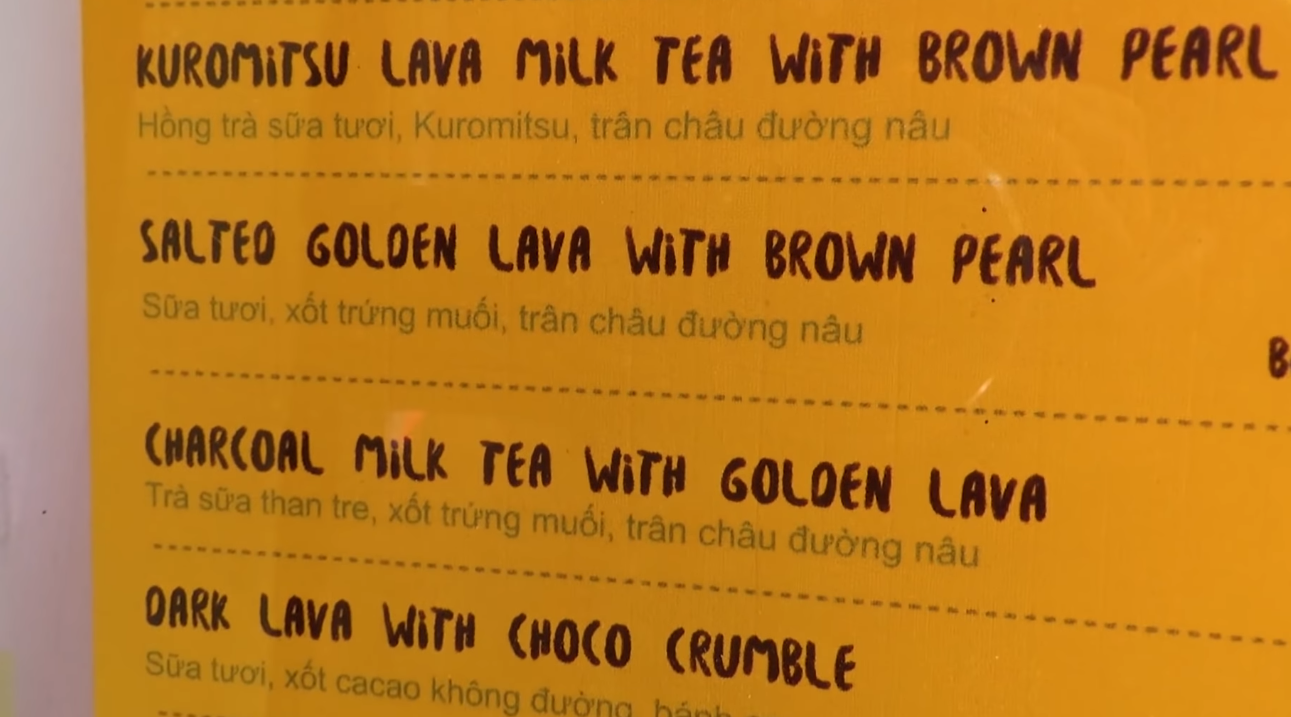 KUROMiTSU LAVA MiLK TEA WiTH BROWN PEARL
Hồng trà sữa tươi, Kuromitsu, trân châu đường nâu
SALTED GOLDEN LAVA WiTH BROWN PEARL
Sữa tươi, xốt trứng muối, trân châu đường nâu
CHARCOAL MiLK TEA WiTH GOLDEN LAVA
Trà sữa than tre, xốt trứng muối, trân châu đường nâu
DARK LAVA WiTH CHOCO CRUMBLE
Sữa tươi, xốt cacao không đường, bánh